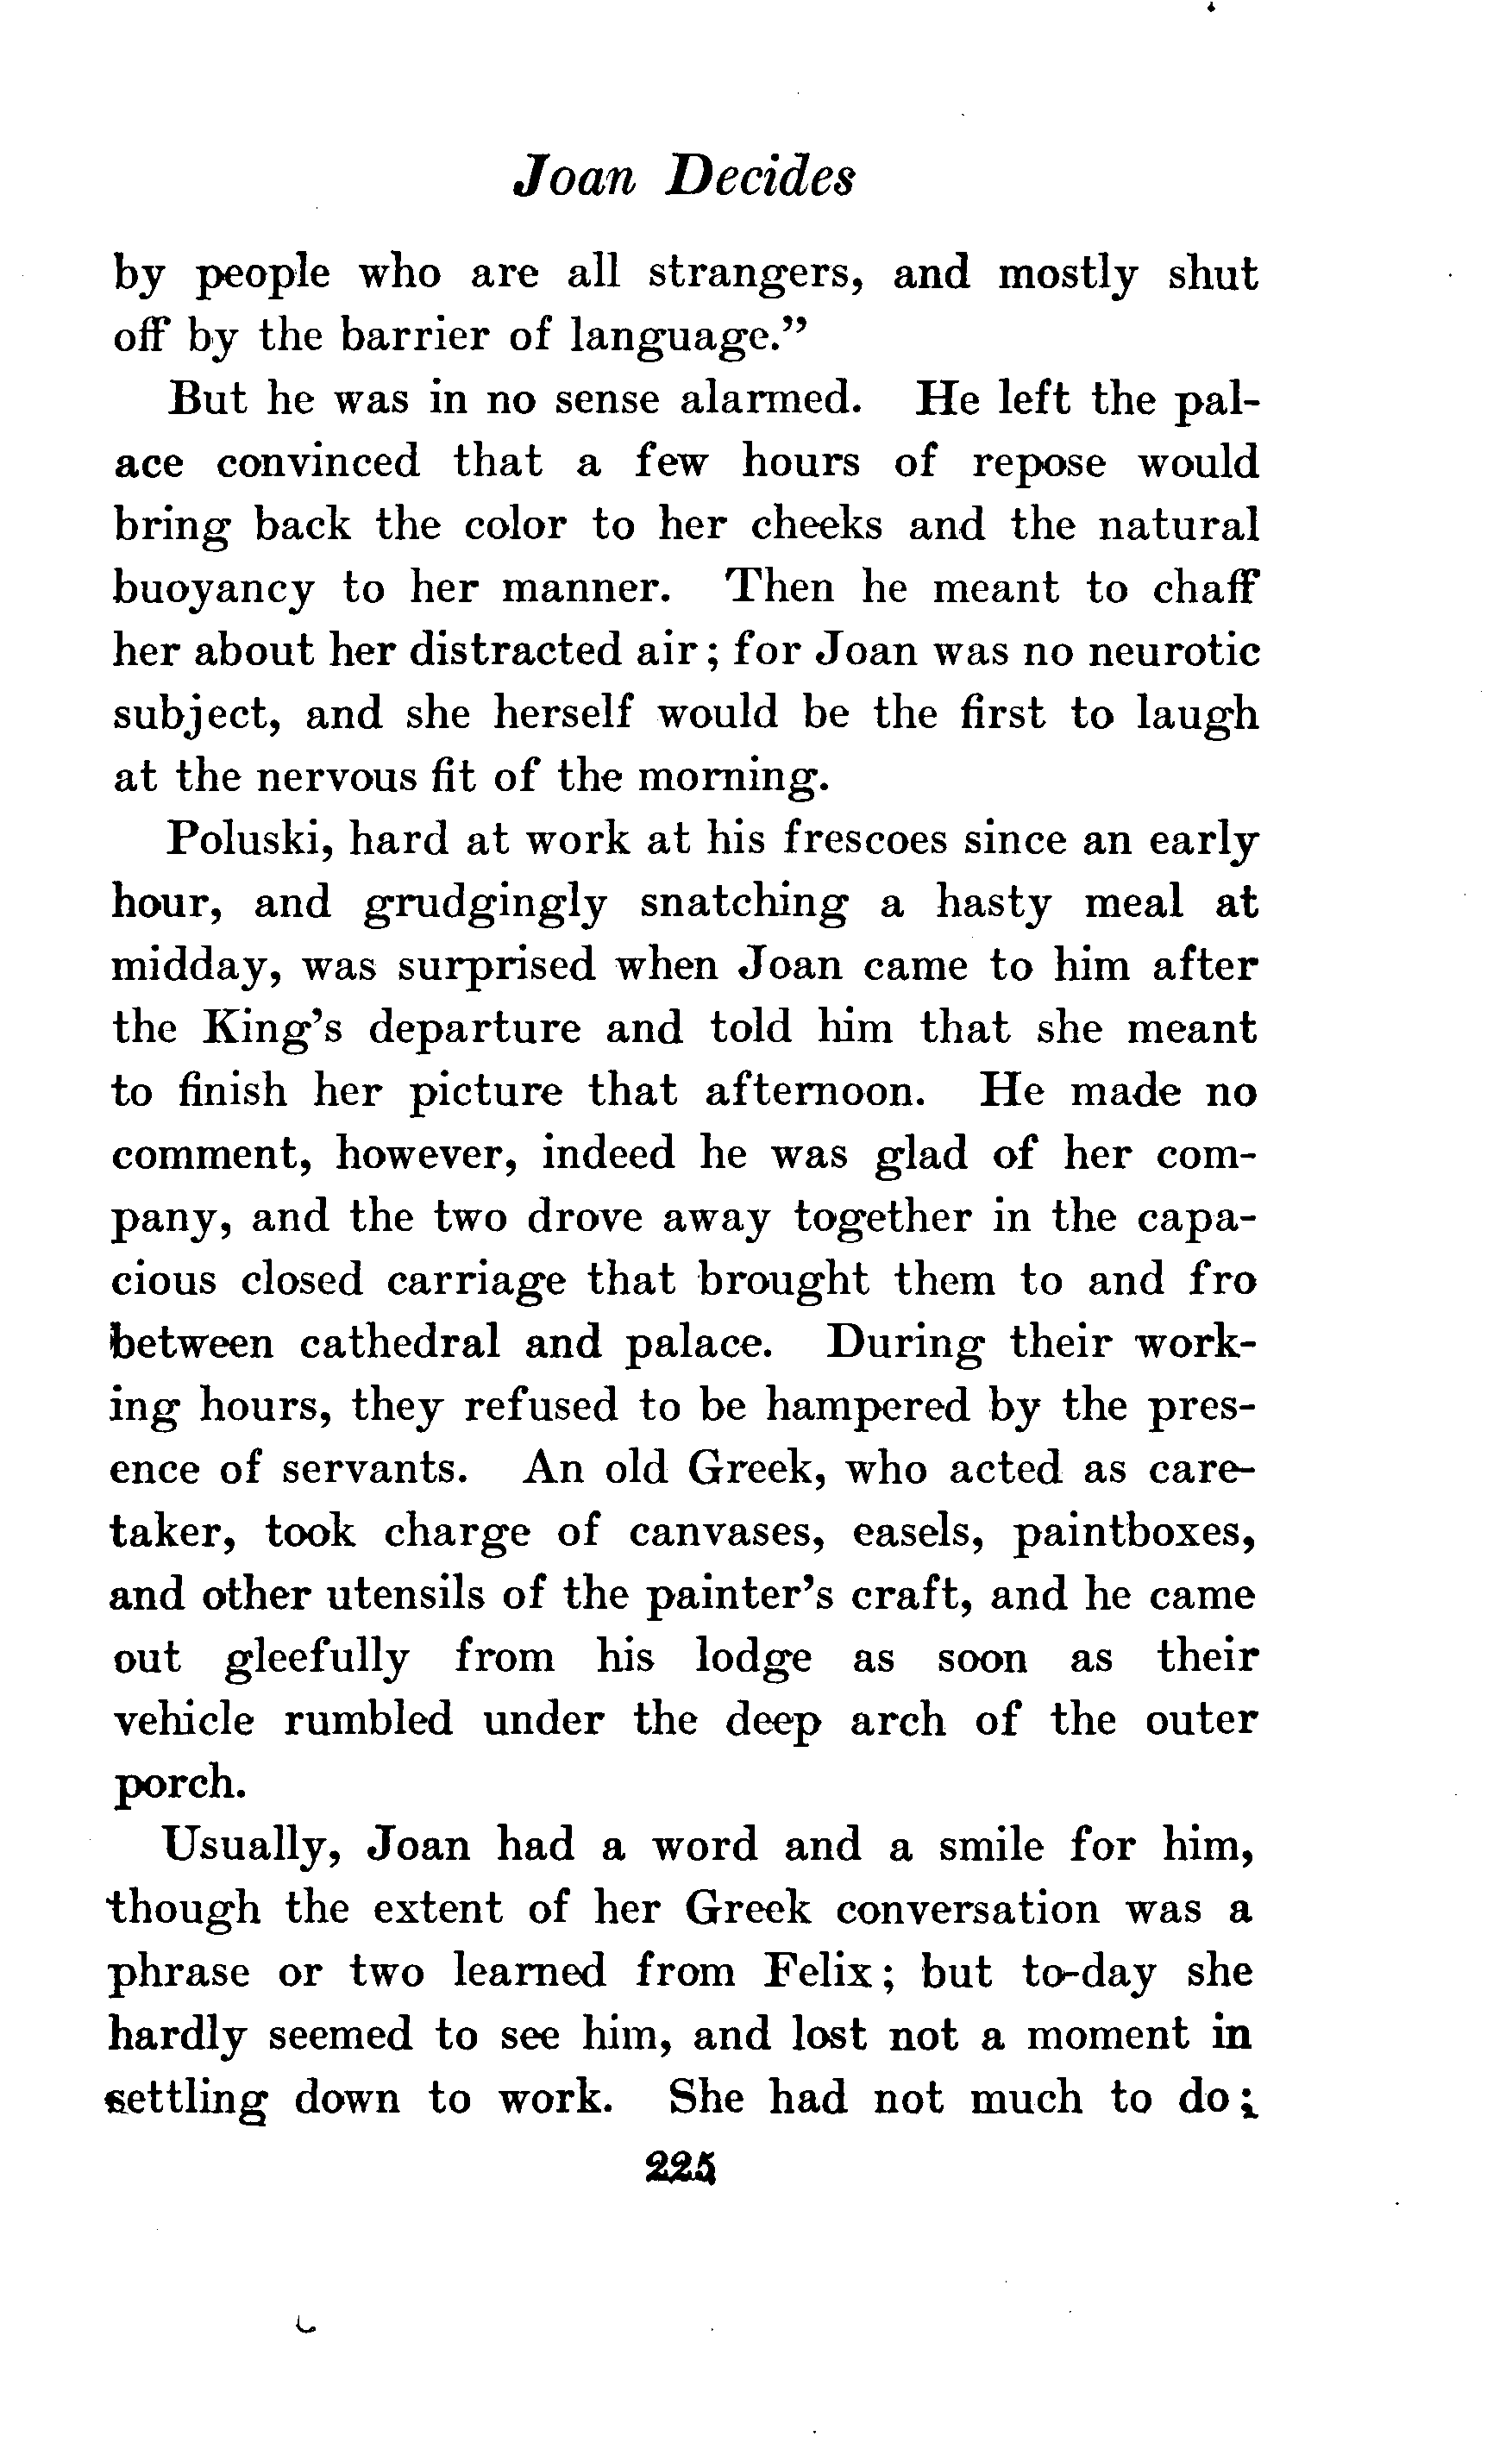 Joan Decides
by people who are all strangers, and mostly shut
off by the barrier of language.”
But he was in no sense alarmed. He left the pal-
ace convinced that a few hours of repose would
bring back the color to her cheeks and the natural
buoyancy to her manner. Then he meant to chaff
her about her distracted air; for Joan was no neurotic
subject, and she herself would be the first to laugh
at the nervous fit of the morning.
Poluski, hard at work at his frescoes since an early
hour, and grudgingly snatching a hasty meal at
midday, was surprised when Joan came to him after
the King’s departure and told him that she meant
to finish her picture that afternoon. He made no
comment, however, indeed he was glad of her com-
pany, and the two drove away together in the capa-
cious closed carriage that brought them to and fro
between cathedral and palace. During their work-
ing hours, they refused to be hampered by the pres-
ence of servants. An old Greek, who acted as care-
taker, took charge of canvases, easels, paintboxes,
and other utensils of the painter’s craft, and he came
out gleefully from his lodge as soon as their
vehicle rumbled under the deep arch of the outer
porch.
Usually, Joan had a word and a smile for him,
though the extent of her Greek conversation was a
phrase or two learned from Felix; but to-day she
hardly seemed to see him, and lost not a moment in
settling down to work. She had not much to do;
225